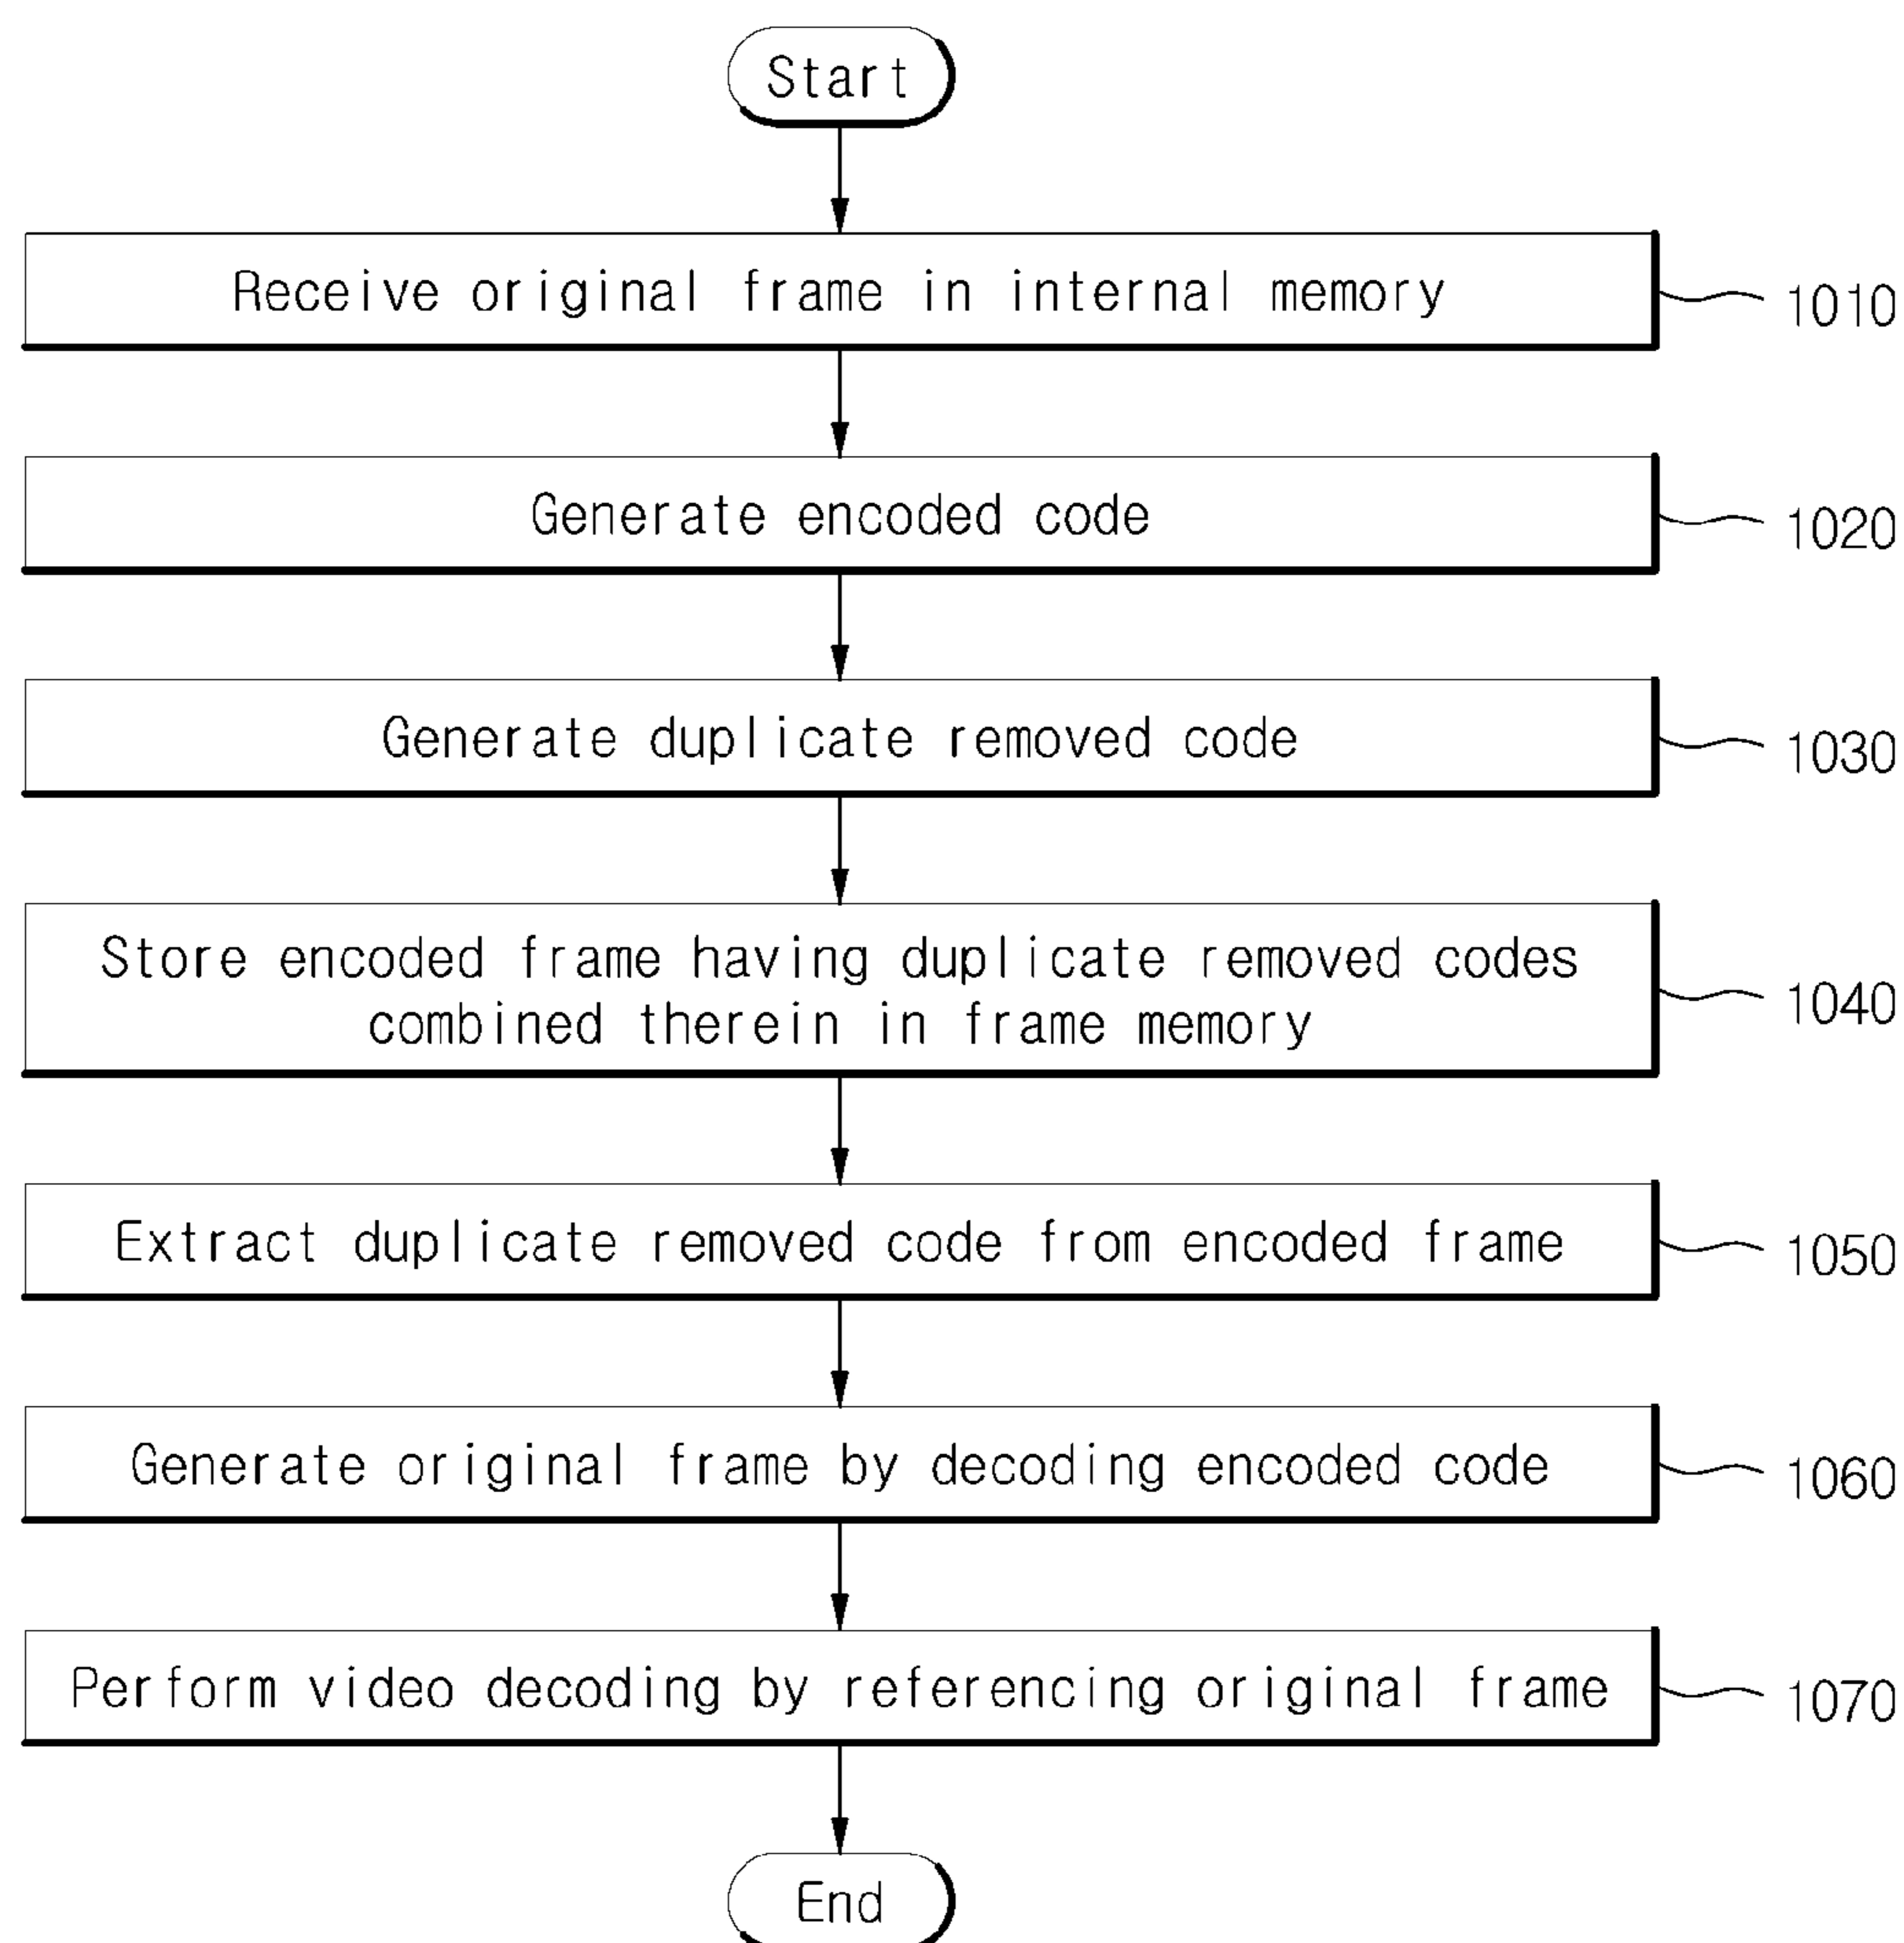 Start
Receive original frame in internal memory
1010
Generate encoded code
1020
Generate duplicate removed code
1030
Store encoded frame having duplicate removed codes
combined therein in frame memory
1040
Extract duplicate removed code from encoded frame
1050
Generate original frame by decoding encoded code
1060
Perform video decoding by referencing original frame
1070
End